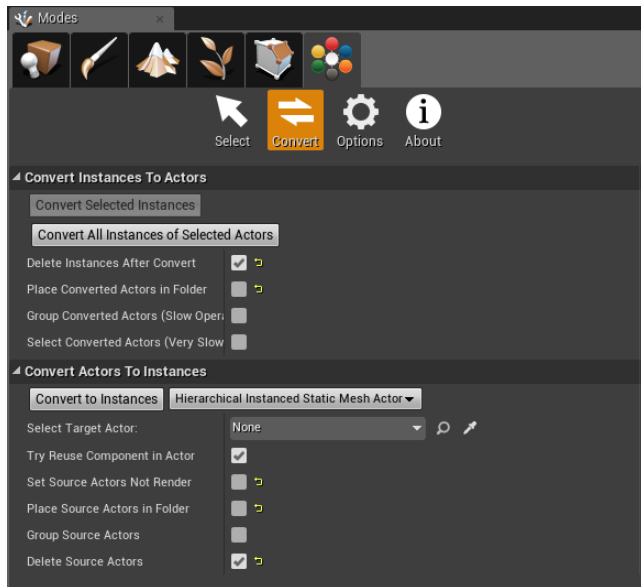 Modes
Select Convert Options About
Convert Instances To Actors
Convert Selected Instances
Convert All Instances of Selected Actors
Delete Instances After Convert
Place Converted Actors in Folder
Group Converted Actors (Slow Opera
Select Converted Actors (Very Slow
Convert Actors To Instances
Convert to Instances Hierarchical Instanced Static Mesh Actor
Select Target Actor: None
Try Reuse Component in Actor
Set Source Actors Not Render
Place Source Actors in Folder
Group Source Actors
Delete Source Actors